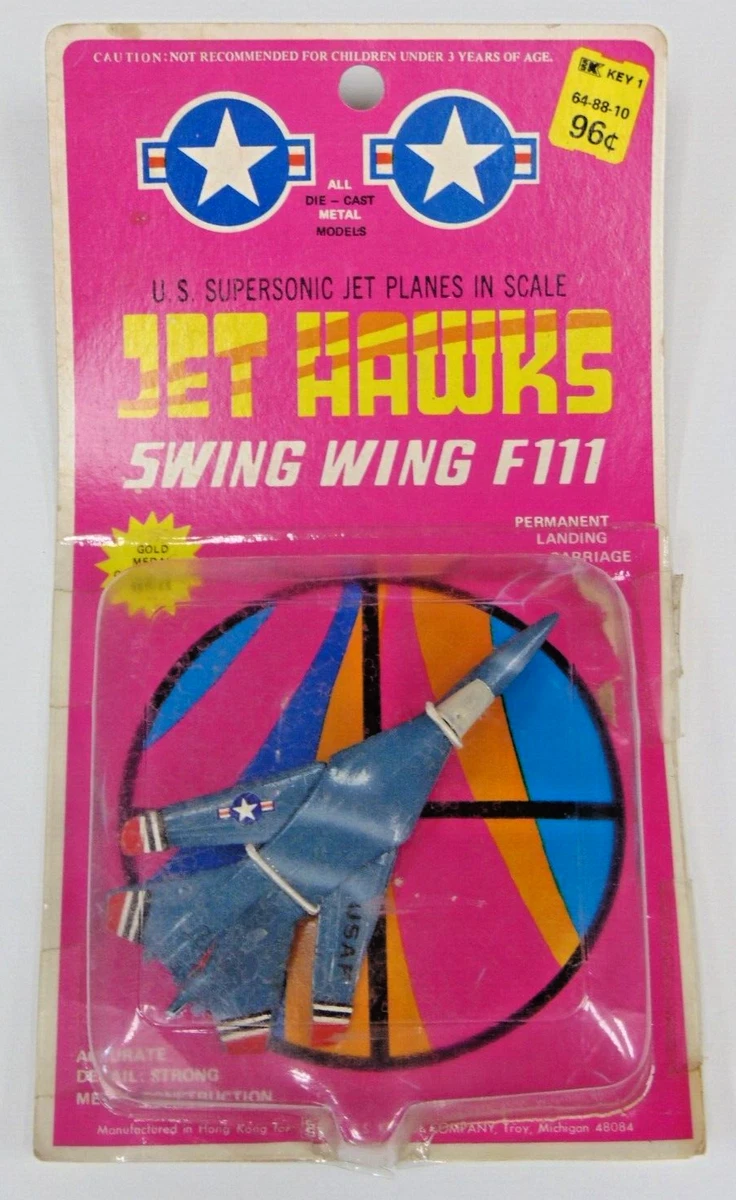 CAUTION: NOT RECOMMENDED FOR CHILDREN UNDER 3 YEARS OF AGE.
K KEY 1
64-88-10
96¢
ALL
DIE - CAST
METAL
MODELS
U.S. SUPERSONIC JET PLANES IN SCALE
JET HAWKS
SWING WING F111
PERMANENT
LANDING
GOLD
USAF
DETAIL: STRONG
Manufactured in Hong Kong COMPANY, Troy, Michigan 48084